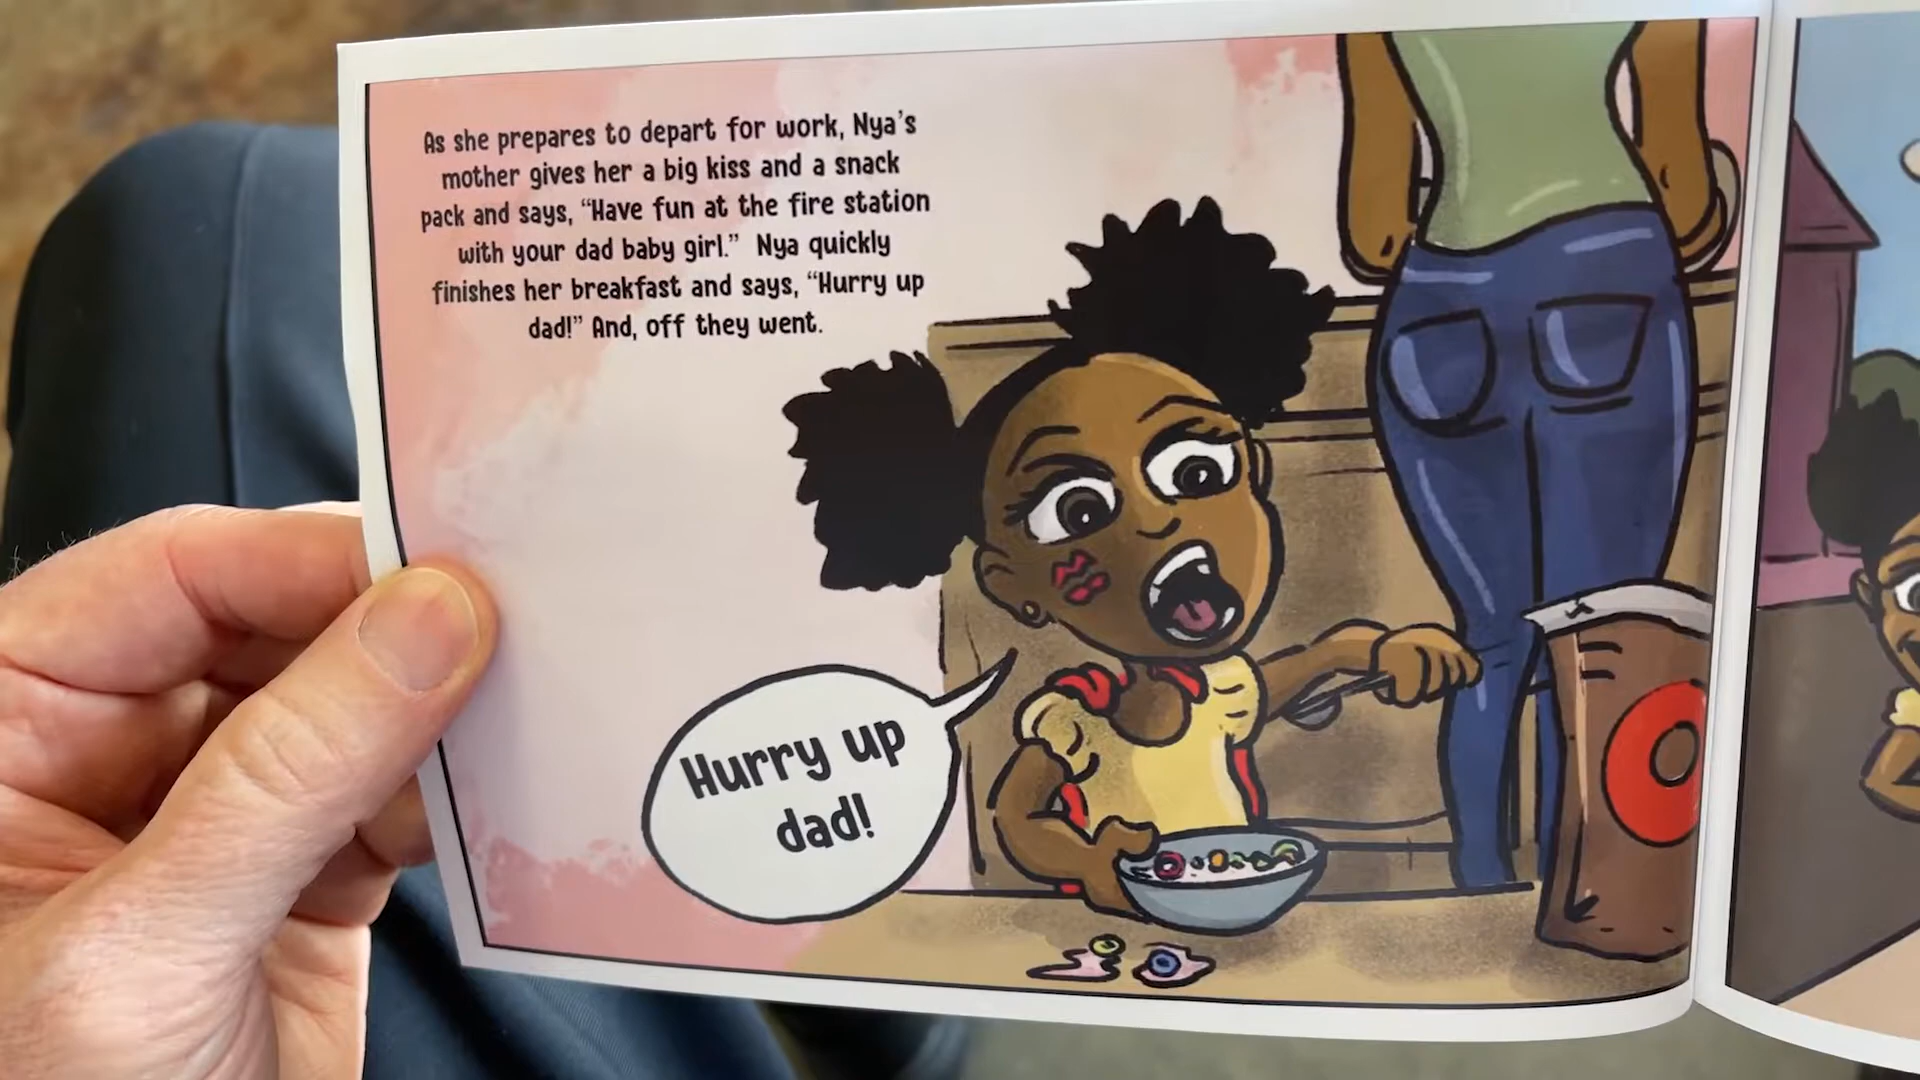 As she prepares to depart for work, Nya's
mother gives her a big kiss and a snack
pack and says, “Have fun at the fire station
with your dad baby girl.” Nya quickly
finishes her breakfast and says, “Hurry up
dad!” And, off they went.
Hurry up
dad!